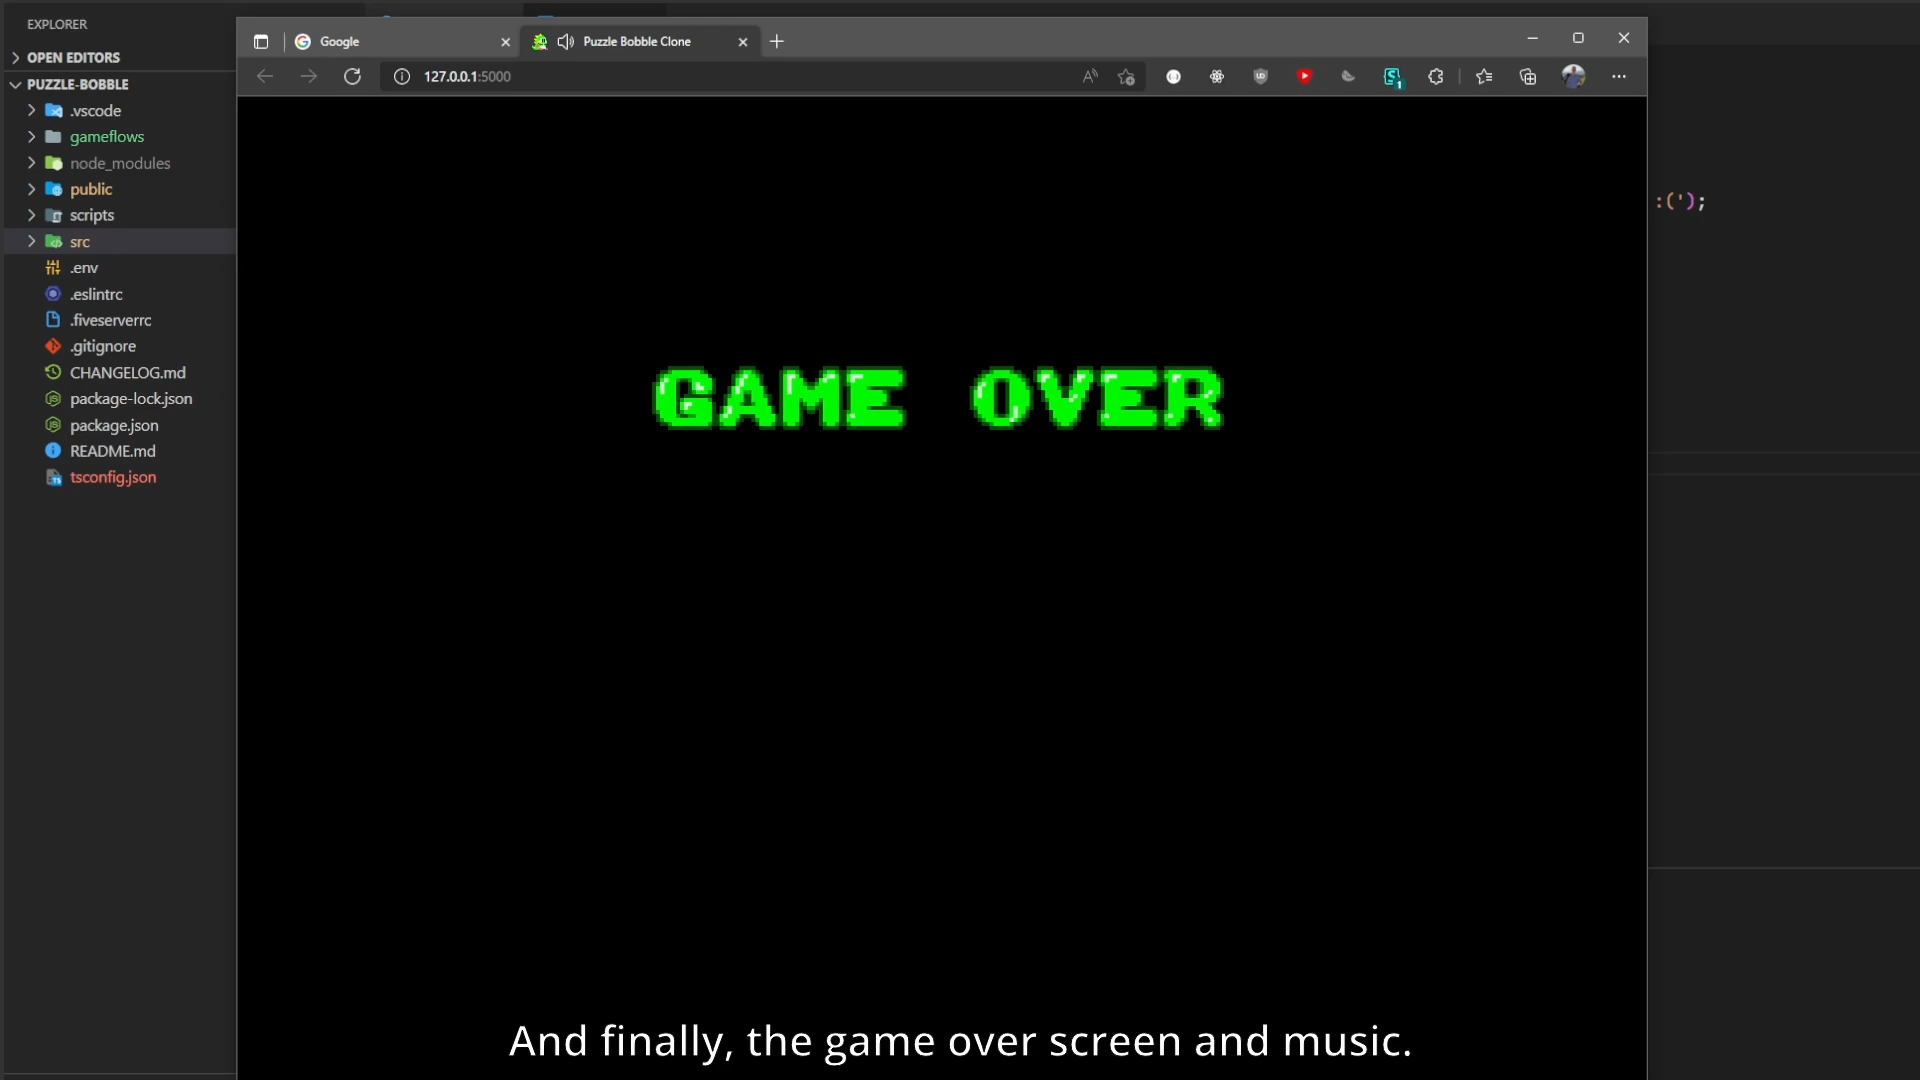 EXPLORER
OPEN EDITORS
PUZZLE-BOBBLE
.vscode
gameflows
node_modules
public
scripts
src
.env
.eslintrc
.fiveserverrc
.gitignore
CHANGELOG.md
package-lock.json
package.json
README.md
tsconfig.json
Google
Puzzle Bobble Clone
127.0.0.1:5000
1
:(');
GAME OVER
And finally, the game over screen and music.